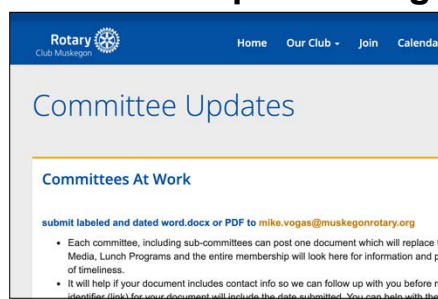 Rotary
Club Muskegon
Home Our Club Join
Committee Updates
Committees At Work
submit labeled and dated word.docx or PDF to mike.vogas@muskegonrotary.org
• Each committee, including sub-committees can post one document which will replace
Media, Lunch Programs and the entire membership will look here for information and
of timeliness.
• It will help if your document includes contact info so we can follow up with you before
identifier (link) for your document will include the date submitted. You can help with